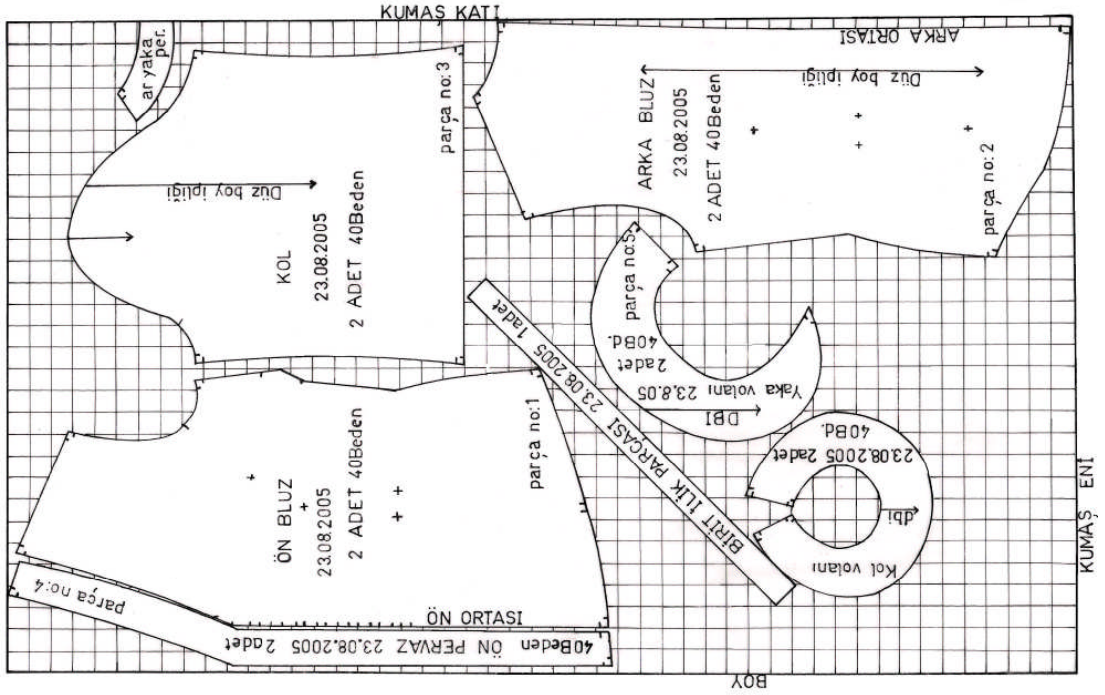 KUMAŞ KATI
ar yaka
per.
parça no:3
Düz boy ipliği
KOL
23.08.2005
2 ADET 40Beden
ARKA ORTASI
Düz boy ipliği
ARKA BLUZ
23.08.2005
2 ADET 40Beden
parça no:2
parça no:5
40Bd.
2adet
Yaka volanı 23.8.05
DBI
BİRİT İLİK PARÇASI 23.08.2005 1adet
40Bd.
23.08.2005 2adet
dbi
Kol volanı
parça no:1
ÖN BLUZ
23.08.2005
2 ADET 40Beden
ÖN ORTASI
parça no:4
40Beden ÖN PERVAZ 23.08.2005 2adet
KUMAŞ ENİ
BOY